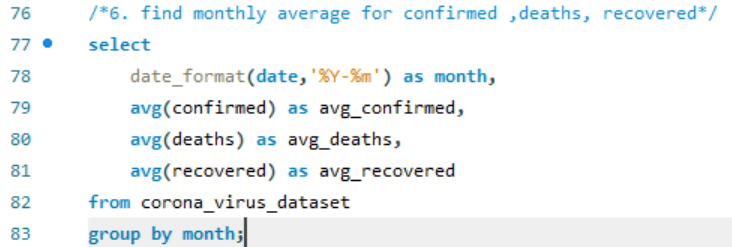 76 /*6. find monthly average for confirmed ,deaths, recovered*/
77 select
78 date_format(date,'%Y-%m') as month,
79 avg(confirmed) as avg_confirmed,
80 avg(deaths) as avg_deaths,
81 avg(recovered) as avg_recovered
82 from corona_virus_dataset
83 group by month;